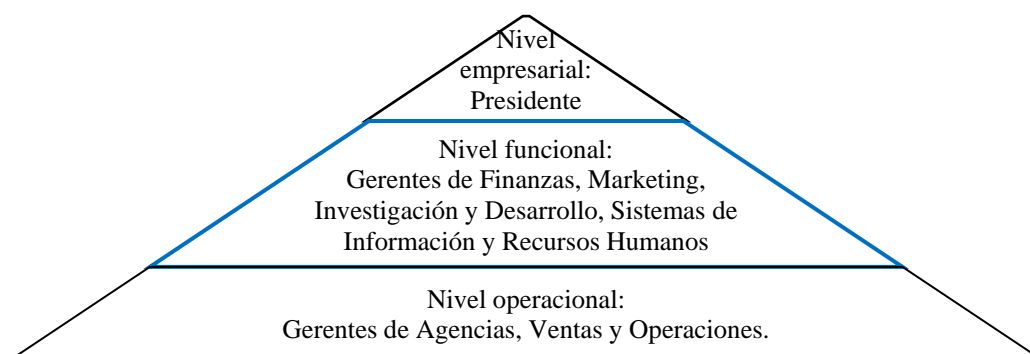 Nivel
empresarial:
Presidente
Nivel funcional:
Gerentes de Finanzas, Marketing,
Investigación y Desarrollo, Sistemas de
Información y Recursos Humanos
Nivel operacional:
Gerentes de Agencias, Ventas y Operaciones.